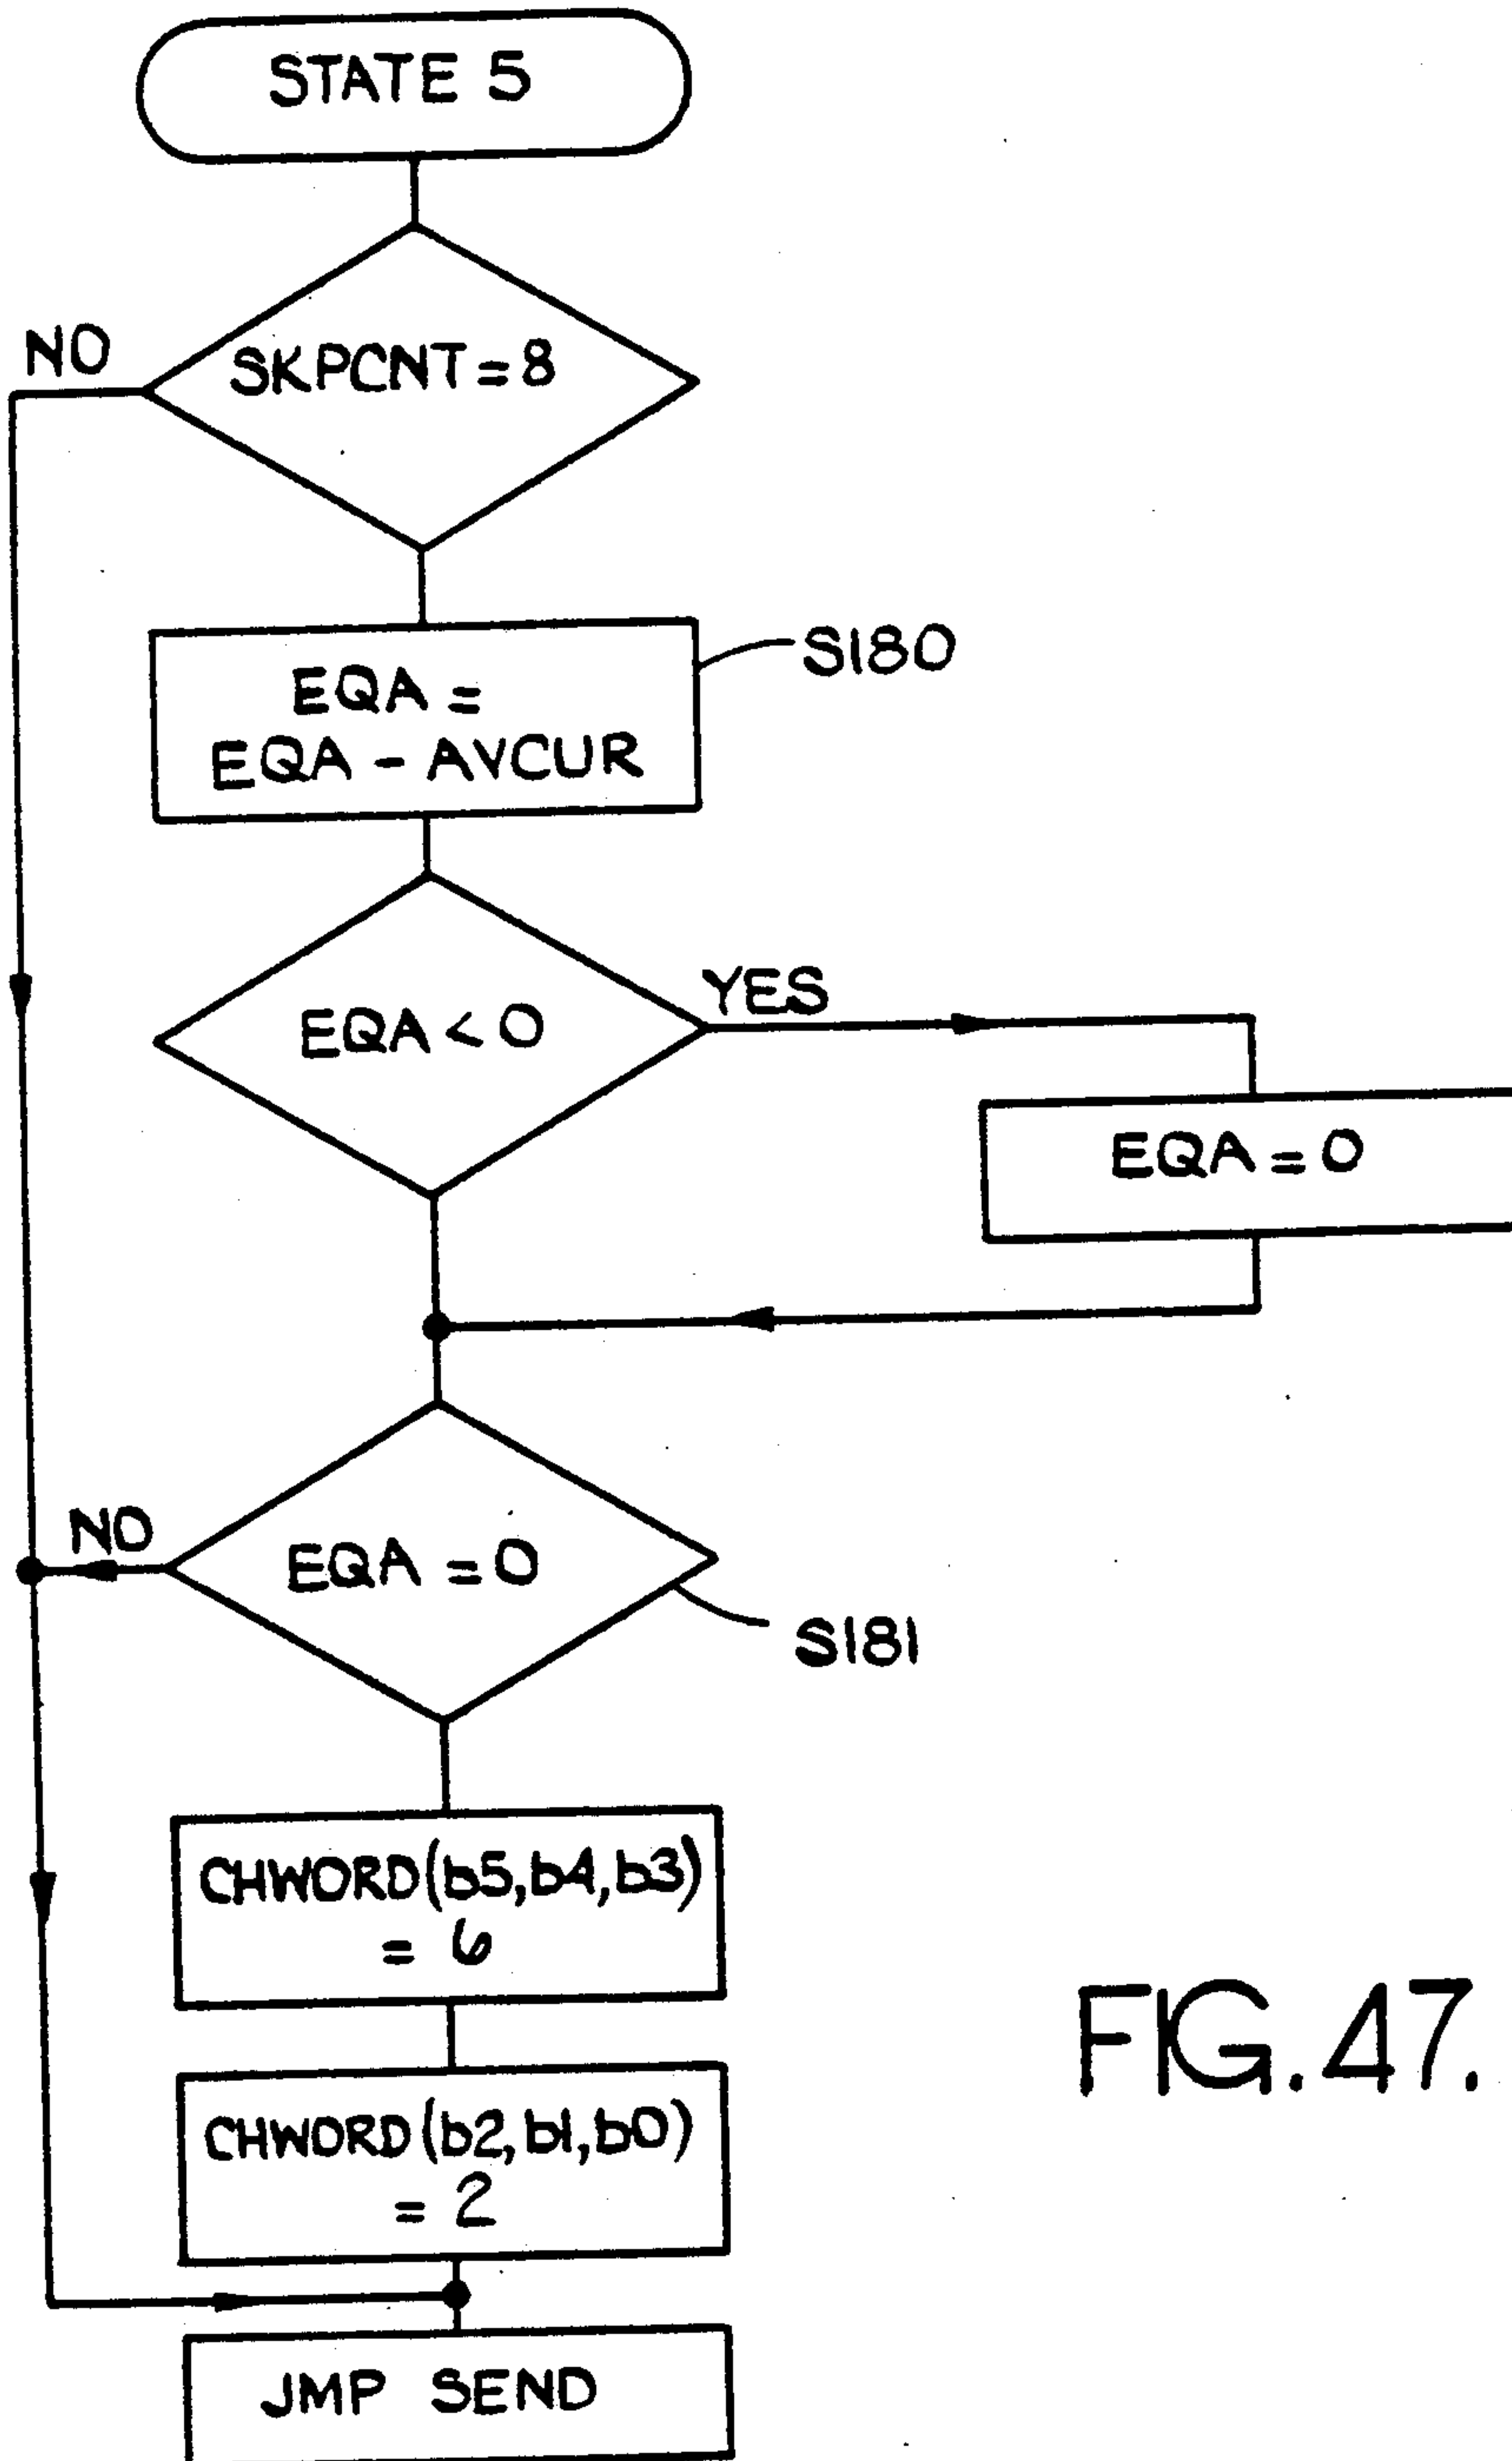 STATE 5
NO
SKPCNT = 8
S180
EQA =
EQA - AVCUR
YES
EQA < 0
EQA = 0
NO
EQA = 0
S181
CHWORD(b5,b4,b3)
= 6
CHWORD(b2,b1,b0)
= 2
JMP SEND
FIG. 47.